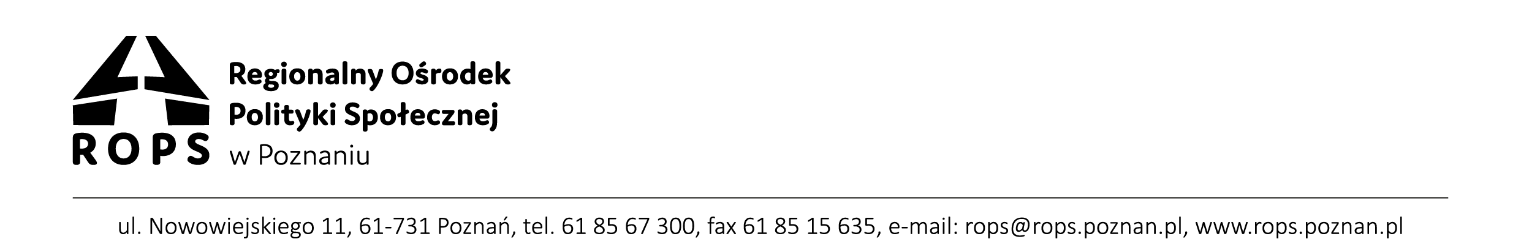 Regionalny Ośrodek
Polityki Społecznej
ROPS w Poznaniu
ul. Nowowiejskiego 11, 61-731 Poznań, tel. 61 85 67 300, fax 61 85 15 635, e-mail: rops@rops.poznan.pl, www.rops.poznan.pl